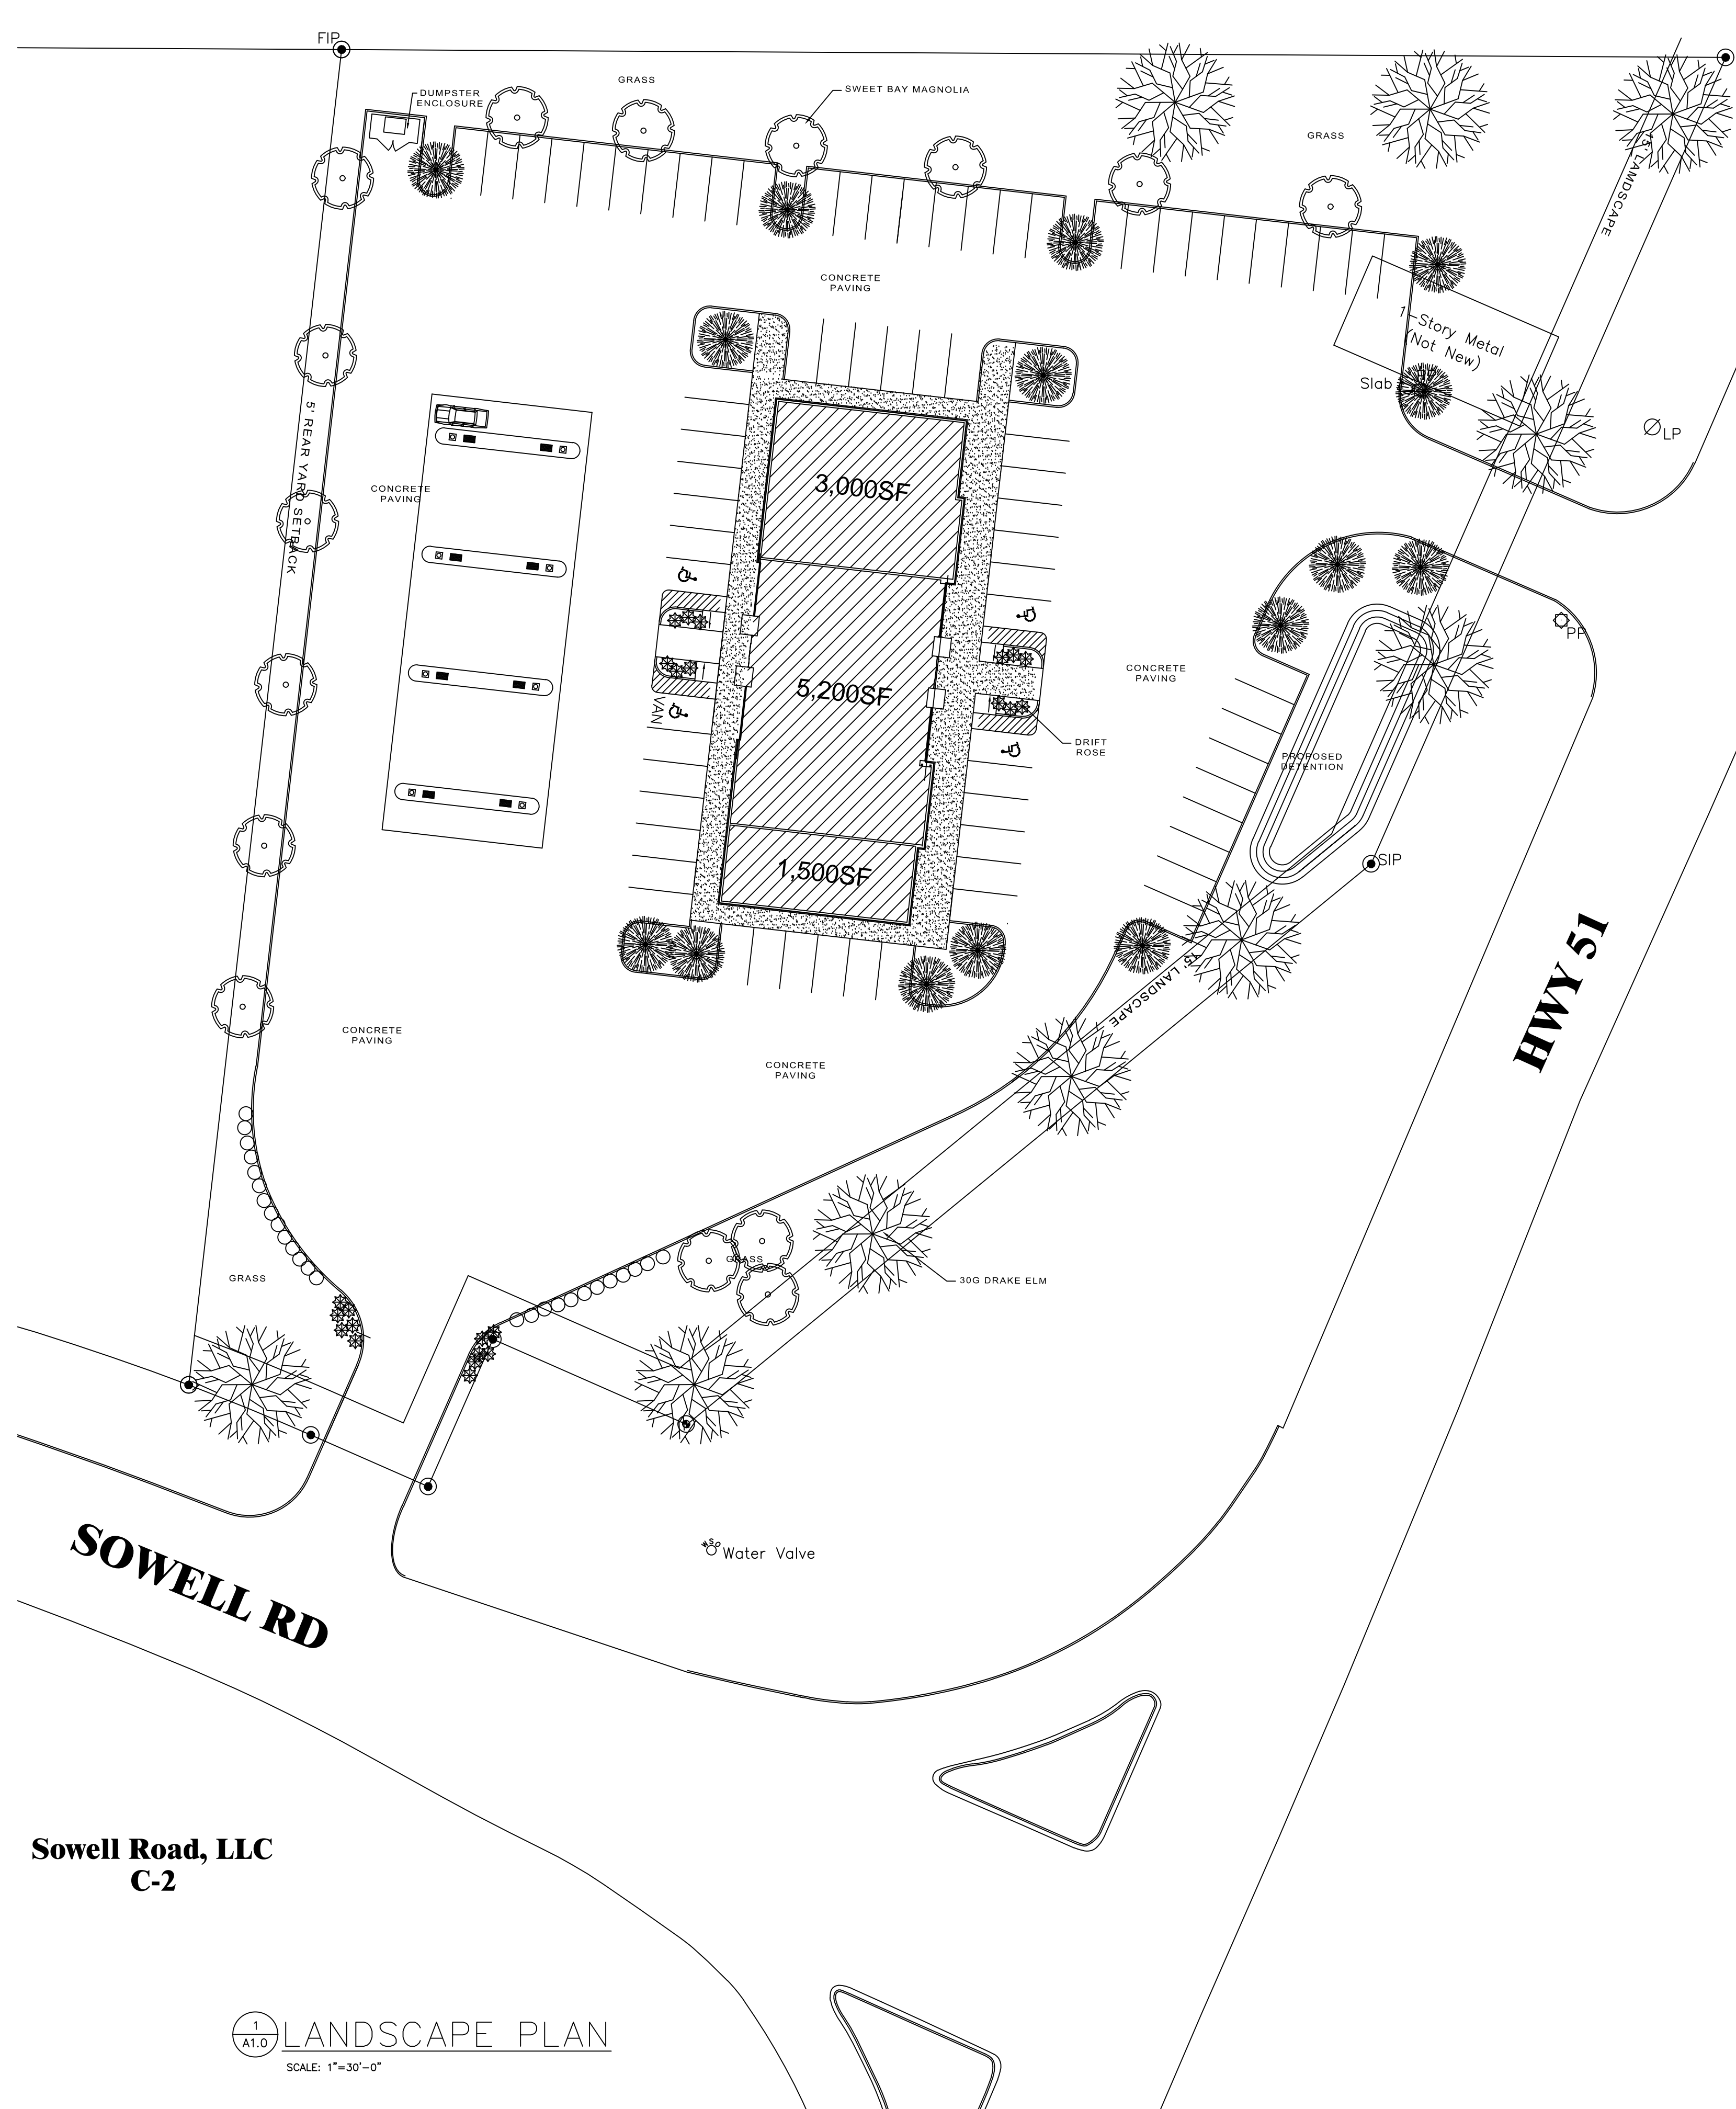 FIP
GRASS
DUMPSTER
ENCLOSURE
SWEET BAY MAGNOLIA
GRASS
15' LANDSCAPE
CONCRETE
PAVING
1-Story Metal
(Not New)
Slab
LP
5' REAR YARD SETBACK
CONCRETE
PAVING
3,000SF
PP
CONCRETE
PAVING
5,200SF
VAN
DRIFT
ROSE
PROPOSED
DETENTION
1,500SF
SIP
15' LANDSCAPE
HWY 51
CONCRETE
PAVING
CONCRETE
PAVING
GRASS
GRASS
30G DRAKE ELM
WSO
Water Valve
SOWELL RD
Sowell Road, LLC
C-2
1
A1.0
LANDSCAPE PLAN
SCALE: 1"=30'-0"